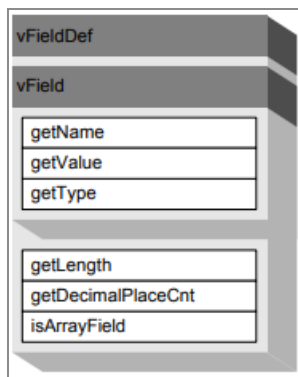 vFieldDef
vField
getName
getValue
getType
getLength
getDecimalPlaceCnt
isArrayField